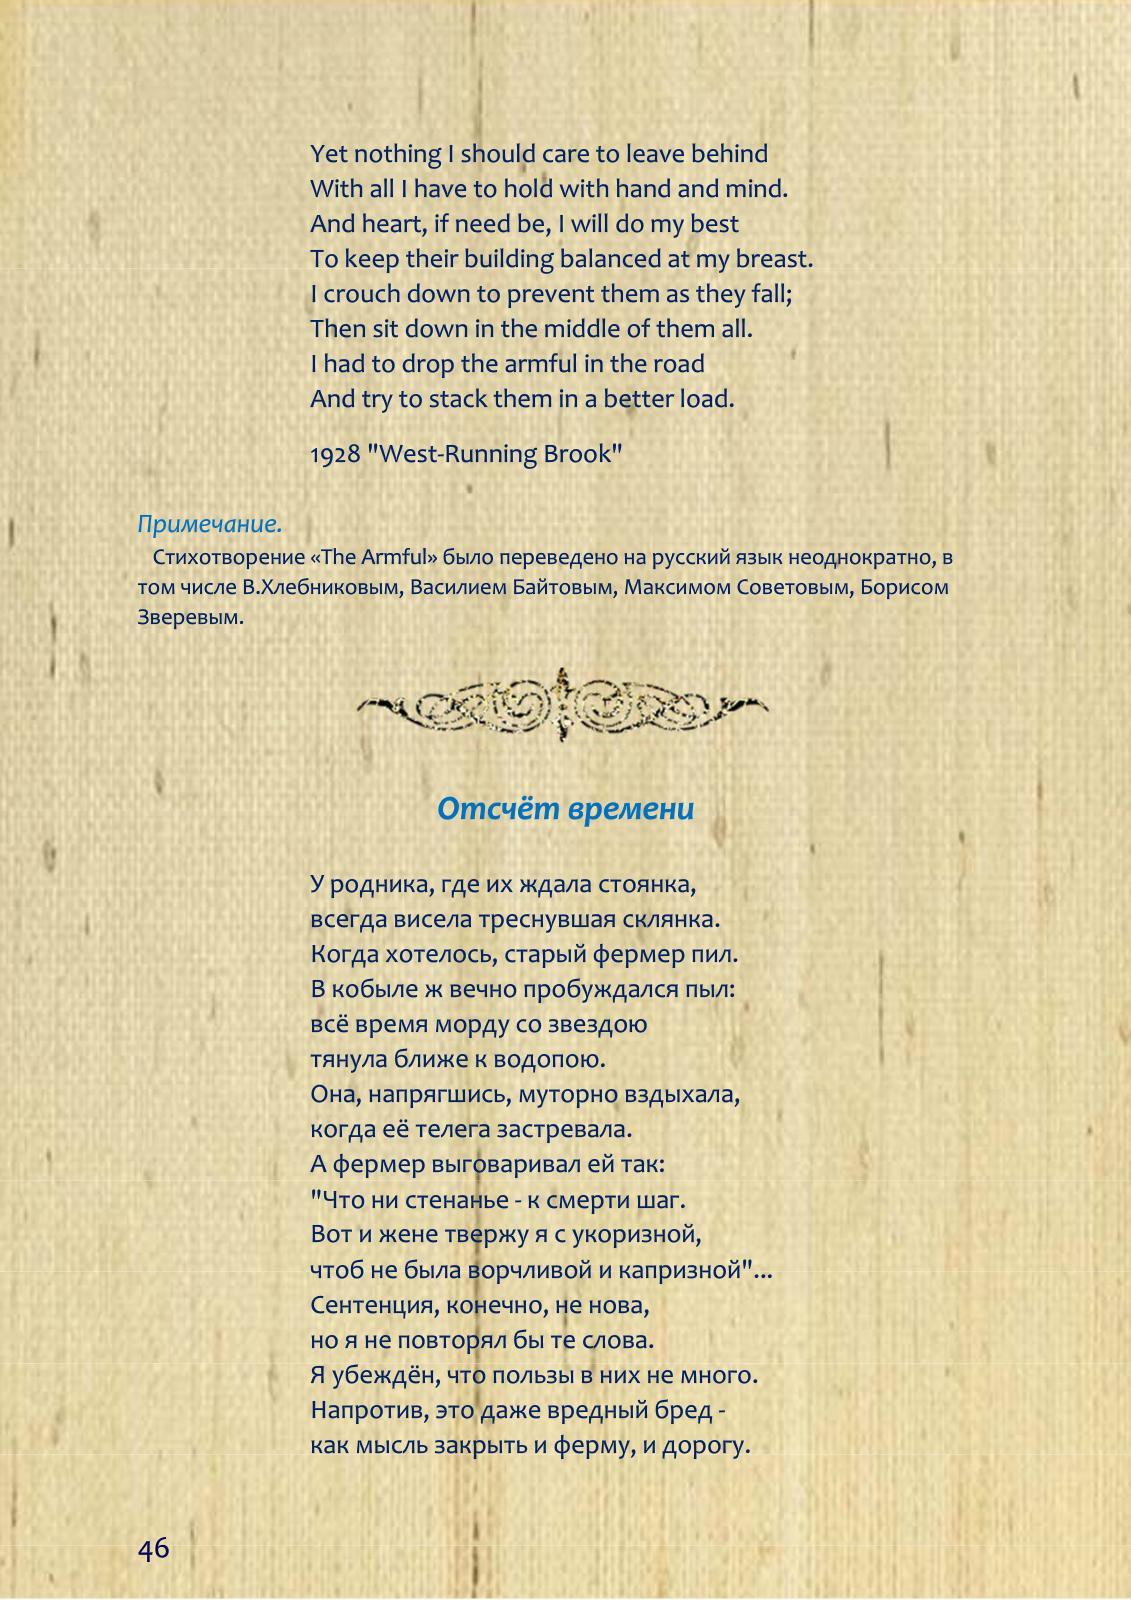 Yet nothing I should care to leave behind
With all I have to hold with hand and mind.
And heart, if need be, I will do my best
To keep their building balanced at my breast.
I crouch down to prevent them as they fall;
Then sit down in the middle of them all.
I had to drop the armful in the road
And try to stack them in a better load.
1928 "West-Running Brook"
Примечание.
Стихотворение «The Armful» было переведено на русский язык неоднократно, в
том числе В.Хлебниковым, Василием Байтовым, Максимом Советовым, Борисом
Зверевым.
Отсчёт времени
У родника, где их ждала стоянка,
всегда висела треснувшая склянка.
Когда хотелось, старый фермер пил.
В кобыле ж вечно пробуждался пыл:
всё время морду со звездою
тянула ближе к водопою.
Она, напрягшись, муторно вздыхала,
когда её телега застревала.
А фермер выговаривал ей так:
"Что ни стенанье - к смерти шаг.
Вот и жене твержу я с укоризной,
чтоб не была ворчливой и капризной"...
Сентенция, конечно, не нова,
но я не повторял бы те слова.
Я убеждён, что пользы в них не много.
Напротив, это даже вредный бред -
как мысль закрыть и ферму, и дорогу.
46